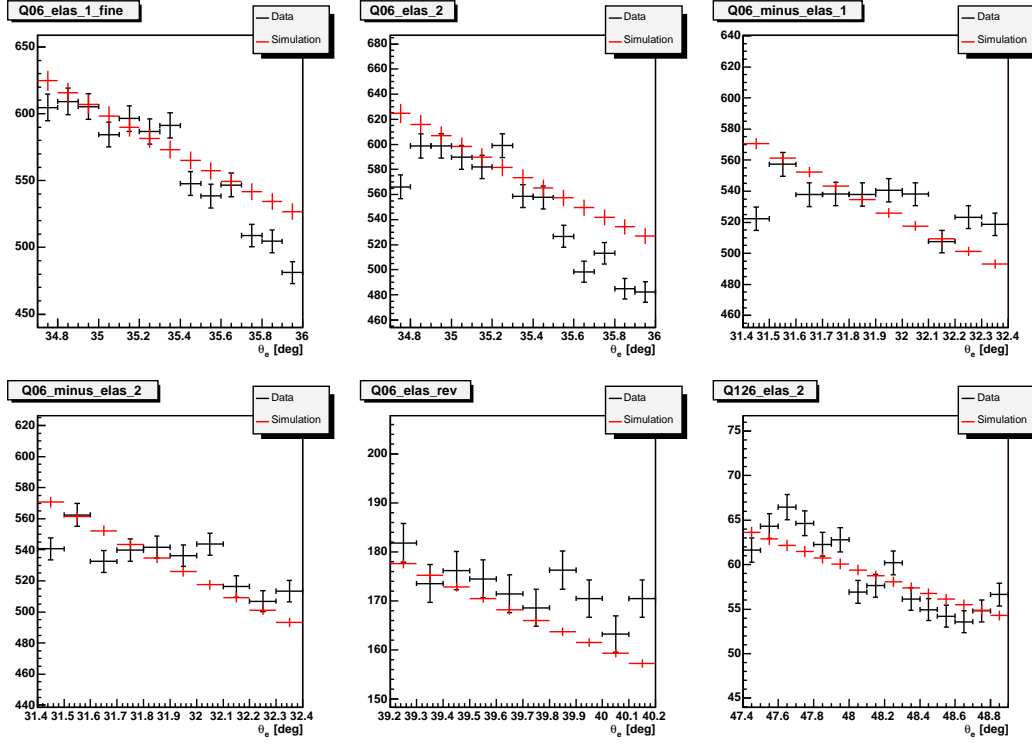 Q06_elas_1_fine
Data
Simulation
650
600
550
500
450
34.8 35 35.2 35.4 35.6 35.8 36
θe [deg]
Q06_elas_2
Data
Simulation
680
660
640
620
600
580
560
540
520
500
480
460
34.8 35 35.2 35.4 35.6 35.8 36
θe [deg]
Q06_minus_elas_1
Data
Simulation
640
620
600
580
560
540
520
500
480
460
31.4 31.5 31.6 31.7 31.8 31.9 32 32.1 32.2 32.3 32.4
θe [deg]
Q06_minus_elas_2
Data
Simulation
620
600
580
560
540
520
500
480
460
440
31.4 31.5 31.6 31.7 31.8 31.9 32 32.1 32.2 32.3 32.4
θe [deg]
Q06_elas_rev
Data
Simulation
200
190
180
170
160
150
39.2 39.3 39.4 39.5 39.6 39.7 39.8 39.9 40 40.1 40.2
θe [deg]
Q126_elas_2
Data
Simulation
75
70
65
60
55
50
45
47.4 47.6 47.8 48 48.2 48.4 48.6 48.8
θe [deg]